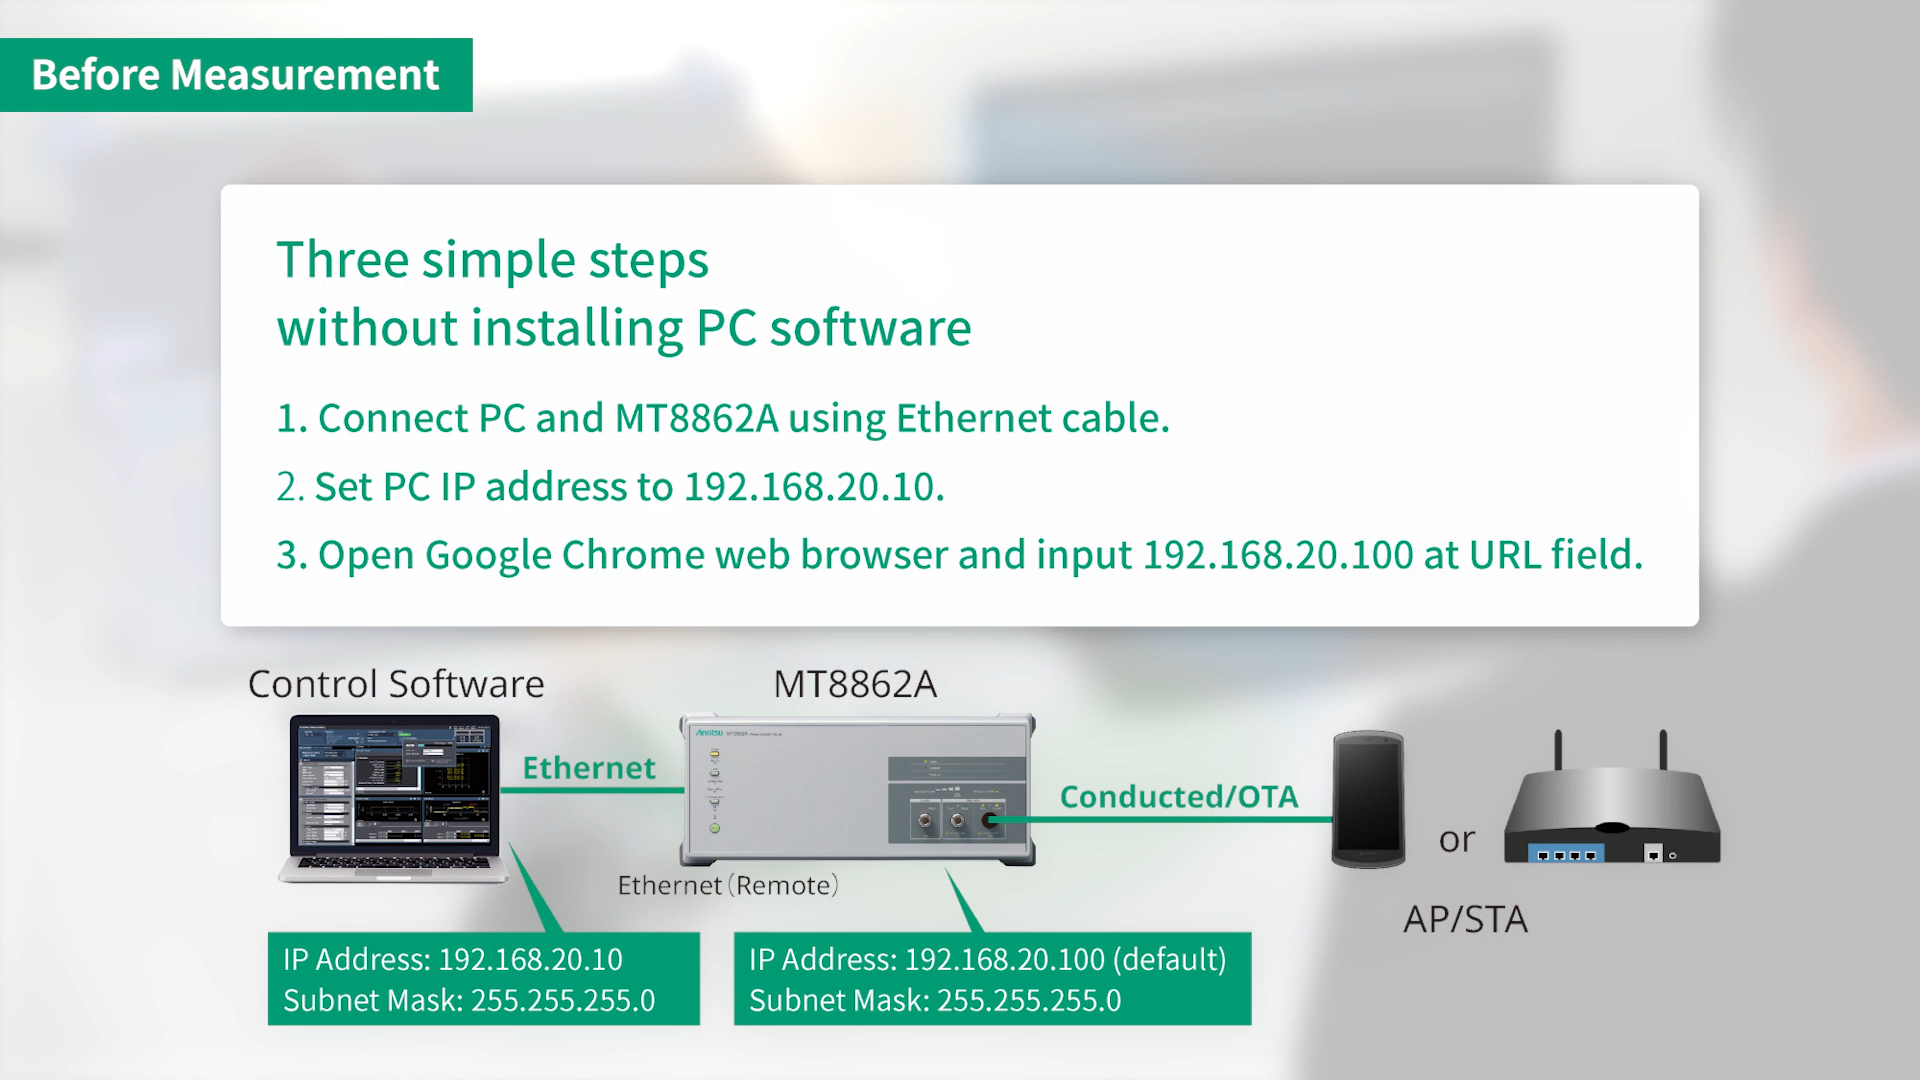 Before Measurement
Three simple steps
without installing PC software
1. Connect PC and MT8862A using Ethernet cable.
2. Set PC IP address to 192.168.20.10.
3. Open Google Chrome web browser and input 192.168.20.100 at URL field.
Control Software
MT8862A
Ethernet
Anritsu MT8862A
Conducted/OTA
or
Ethernet（Remote）
AP/STA
IP Address: 192.168.20.10
Subnet Mask: 255.255.255.0
IP Address: 192.168.20.100 (default)
Subnet Mask: 255.255.255.0